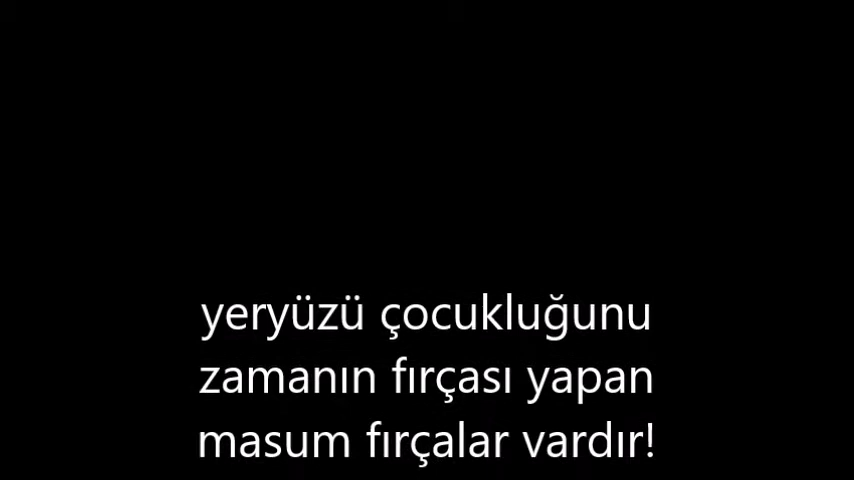 yeryüzü çocukluğunu
zamanın fırçası yapan
masum fırçalar vardır!